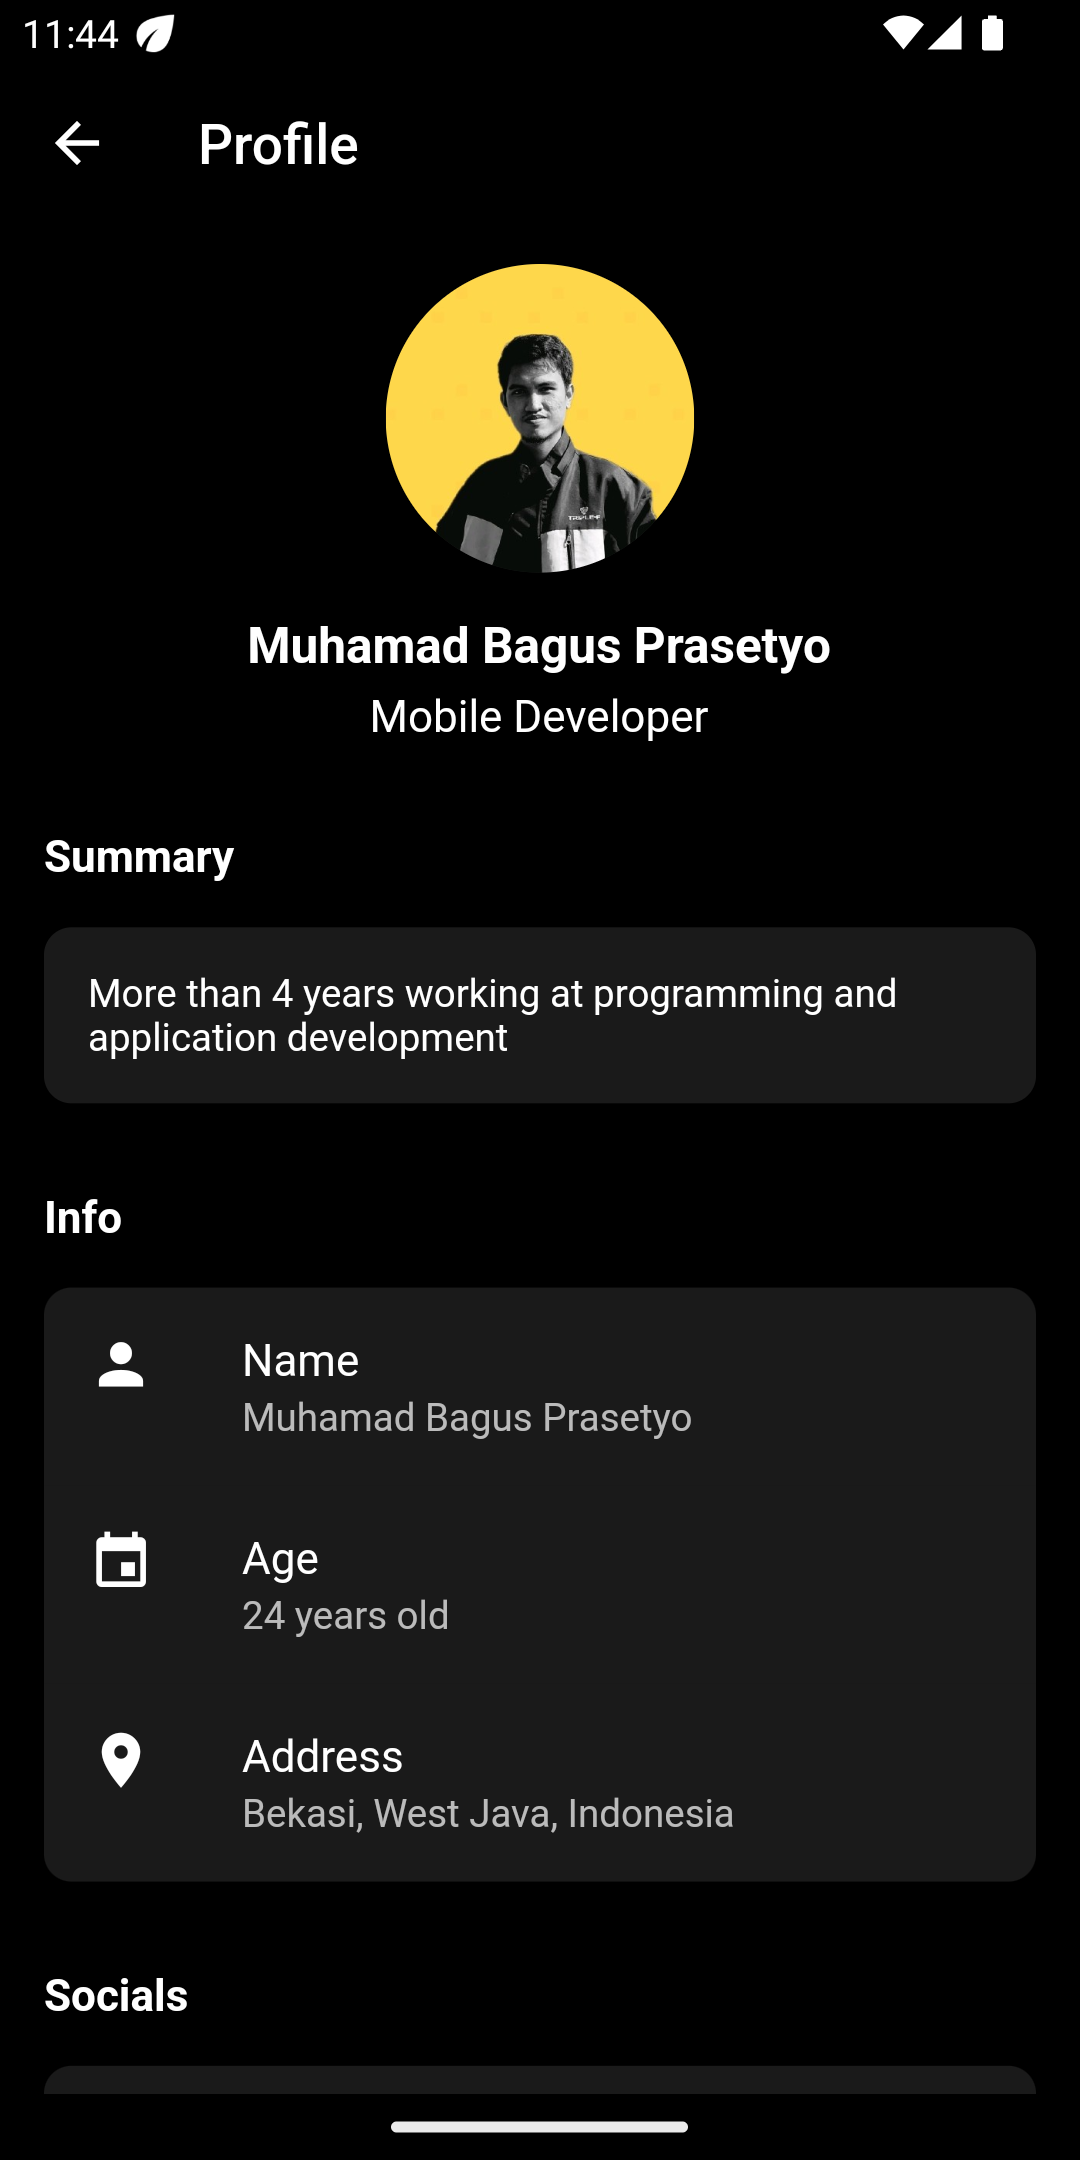 11:44
Profile
Muhamad Bagus Prasetyo
Mobile Developer
Summary
More than 4 years working at programming and
application development
Info
Name
Muhamad Bagus Prasetyo
Age
24 years old
Address
Bekasi, West Java, Indonesia
Socials